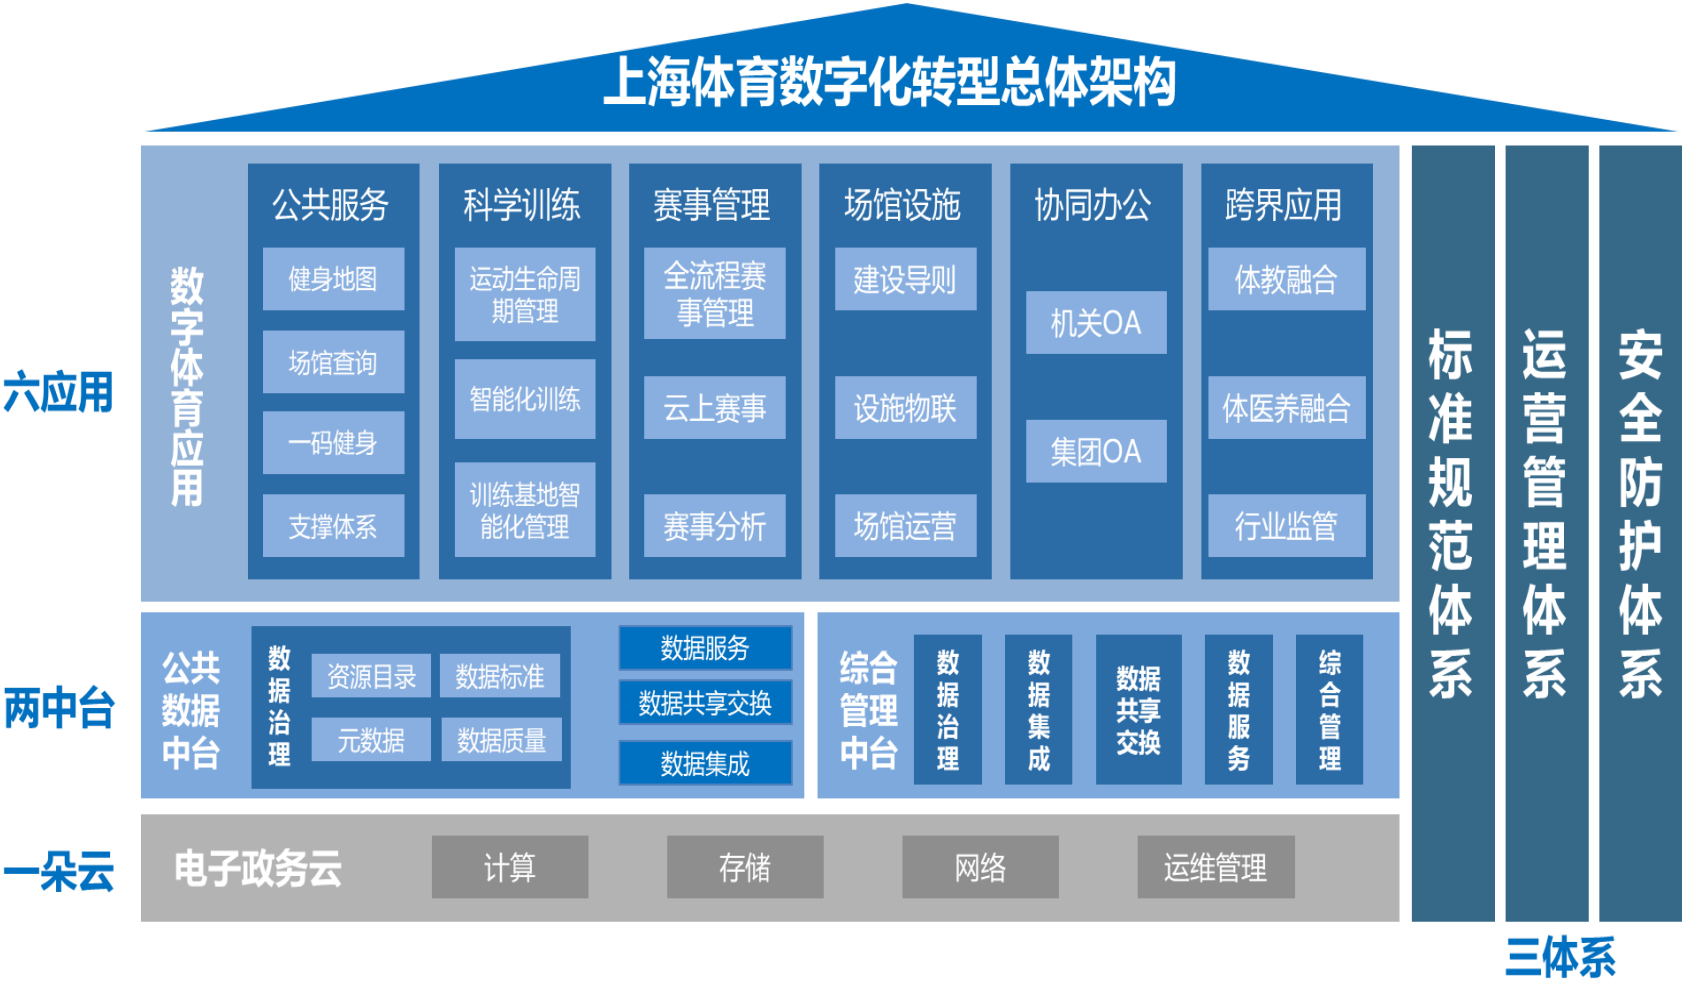 上海体育数字化转型总体架构
六应用
数字体育应用
公共服务
健身地图
场馆查询
一码健身
支撑体系
科学训练
运动生命周
期管理
智能化训练
训练基地智
能化管理
赛事管理
全流程赛
事管理
云上赛事
赛事分析
场馆设施
建设导则
设施物联
场馆运营
协同办公
机关OA
集团OA
跨界应用
体教融合
体医养融合
行业监管
两中台
公共
数据
中台
数据治理
资源目录
数据标准
元数据
数据质量
数据服务
数据共享交换
数据集成
综合
管理
中台
数据治理
数据集成
数据
共享
交换
数据服务
综合管理
一朵云
电子政务云
计算
存储
网络
运维管理
标准规范体系
运营管理体系
安全防护体系
三体系